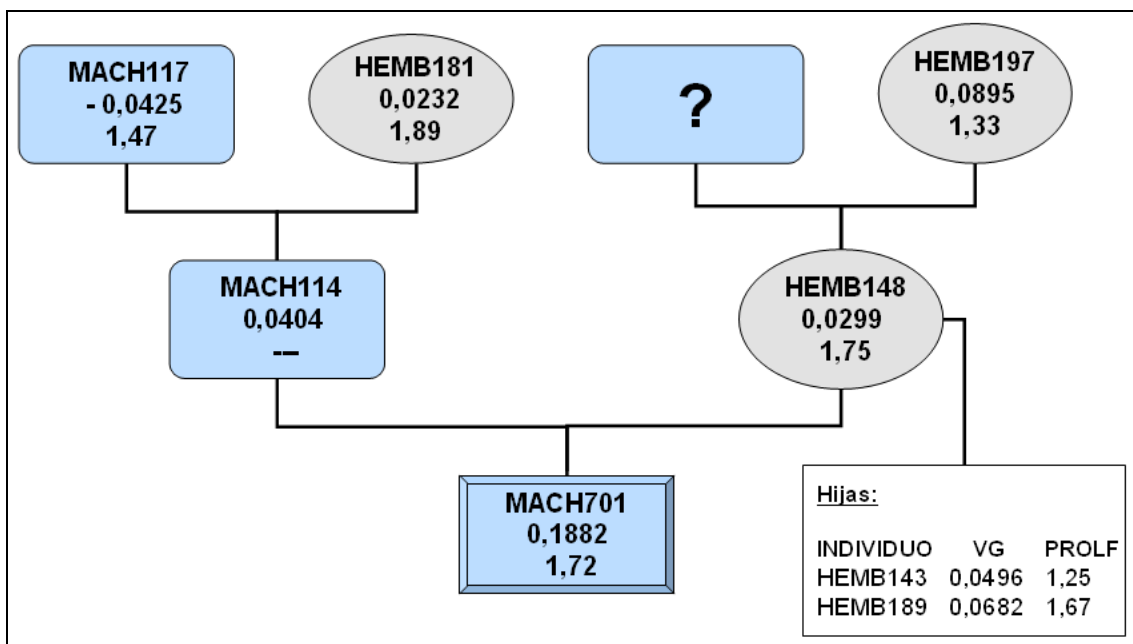 MACH117
- 0,0425
1,47
HEMB181
0,0232
1,89
?
HEMB197
0,0895
1,33
MACH114
0,0404
---
HEMB148
0,0299
1,75
MACH701
0,1882
1,72
Hijas:
INDIVIDUO VG PROLF
HEMB143 0,0496 1,25
HEMB189 0,0682 1,67